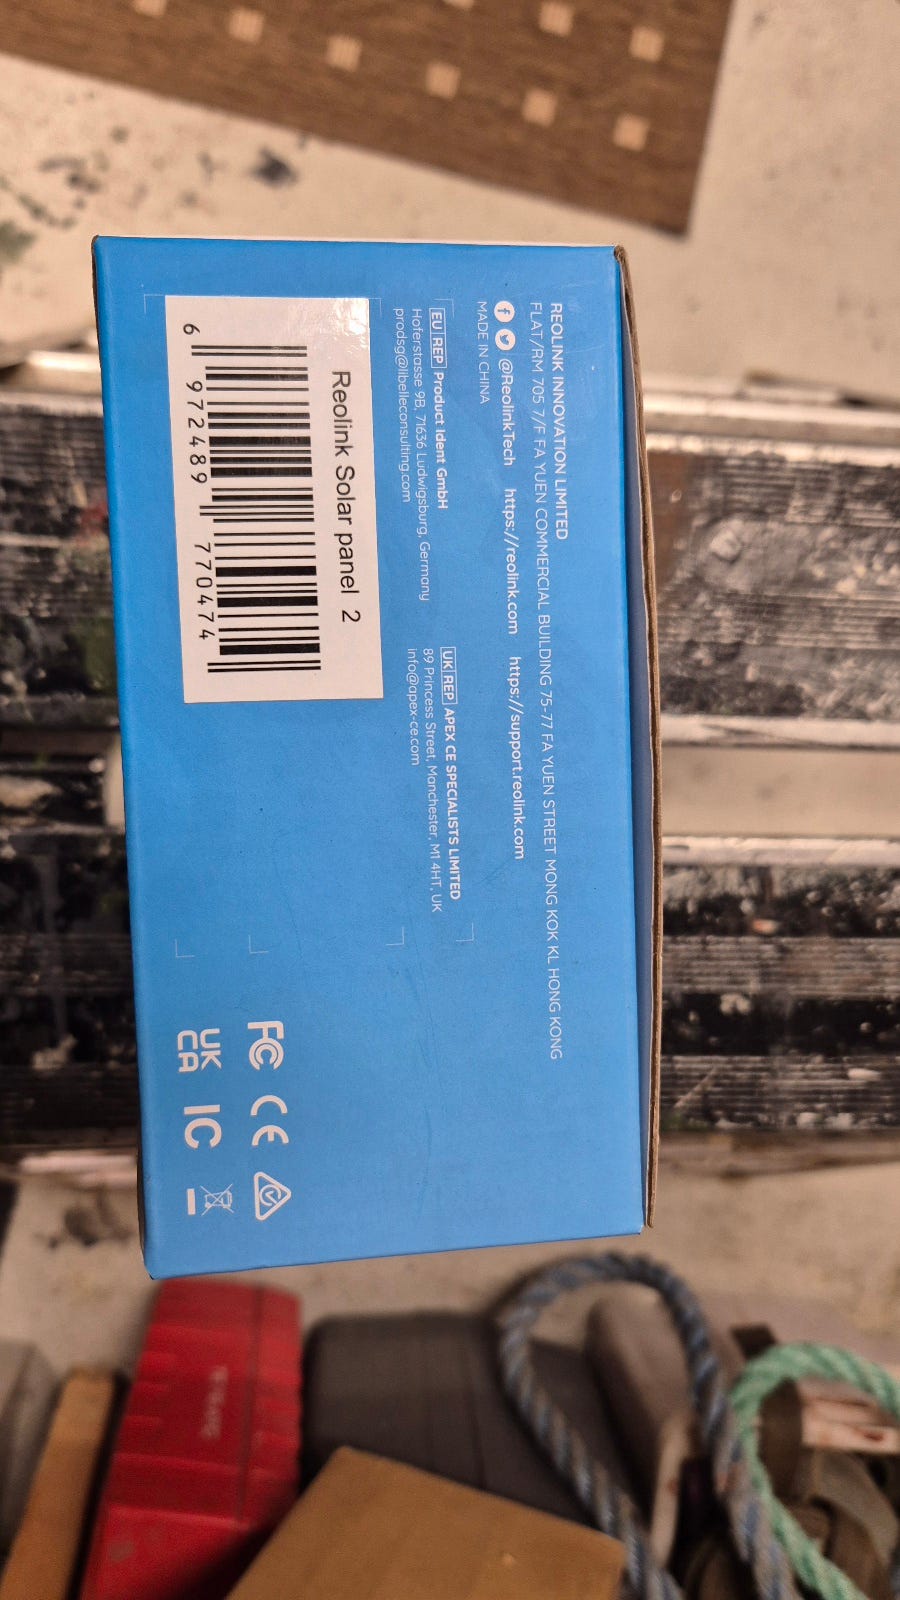 REOLINK INNOVATION LIMITED
FLAT/RM 705 7/F FA YUEN COMMERCIAL BUILDING 75-77 FA YUEN STREET MONG KOK KL HONG KONG
@ReolinkTech https://reolink.com https://support.reolink.com
MADE IN CHINA
EU REP Product Ident GmbH
Hoferstasse 9B, 71636 Ludwigsburg, Germany
prodsg@libelleconsulting.com
UK REP APEX CE SPECIALISTS LIMITED
89 Princess Street, Manchester, M1 4HT, UK
info@apex-ce.com
Reolink Solar panel 2
6 972489 770474
FC CE
UK CA IC